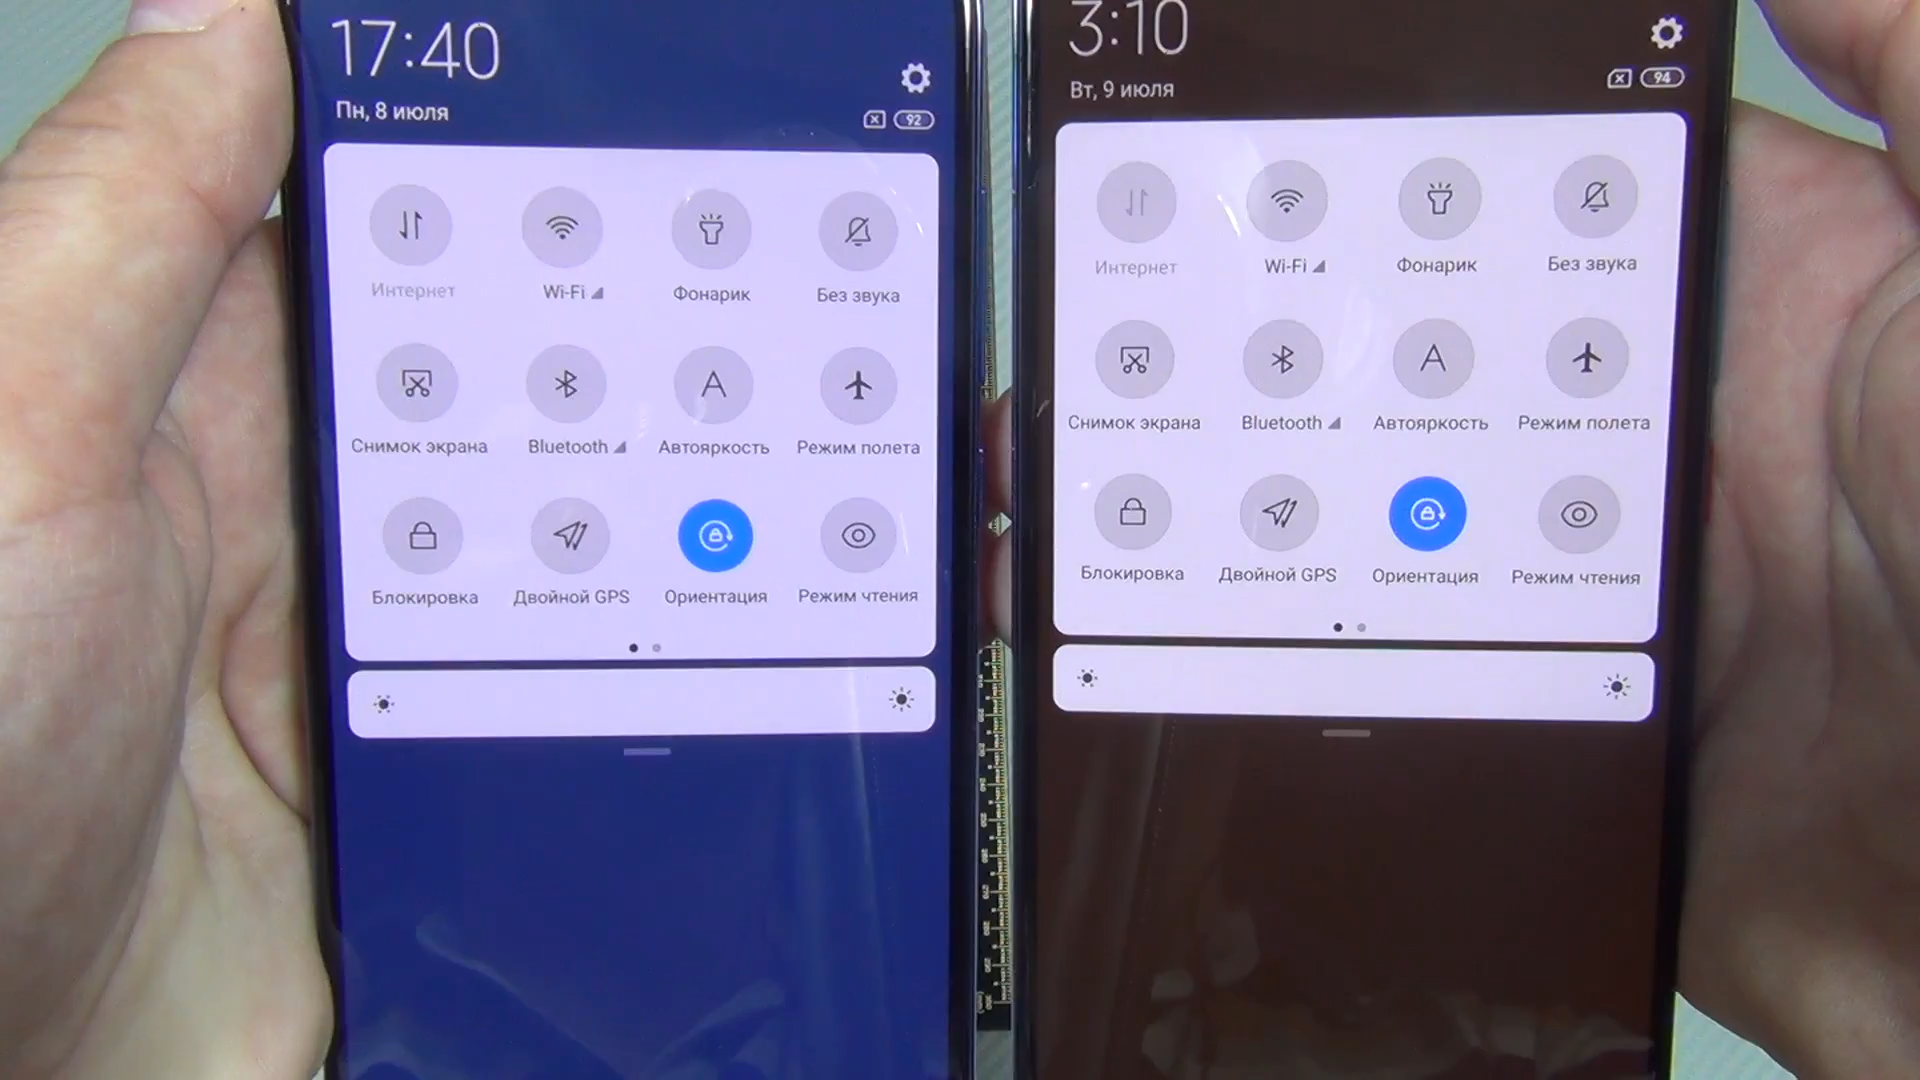 17:40
Пн, 8 июля
92
Интернет
Wi-Fi
Фонарик
Без звука
Снимок экрана
Bluetooth
Автояркость
Режим полета
Блокировка
Двойной GPS
Ориентация
Режим чтения
3:10
Вт, 9 июля
94
Интернет
Wi-Fi
Фонарик
Без звука
Снимок экрана
Bluetooth
Автояркость
Режим полета
Блокировка
Двойной GPS
Ориентация
Режим чтения